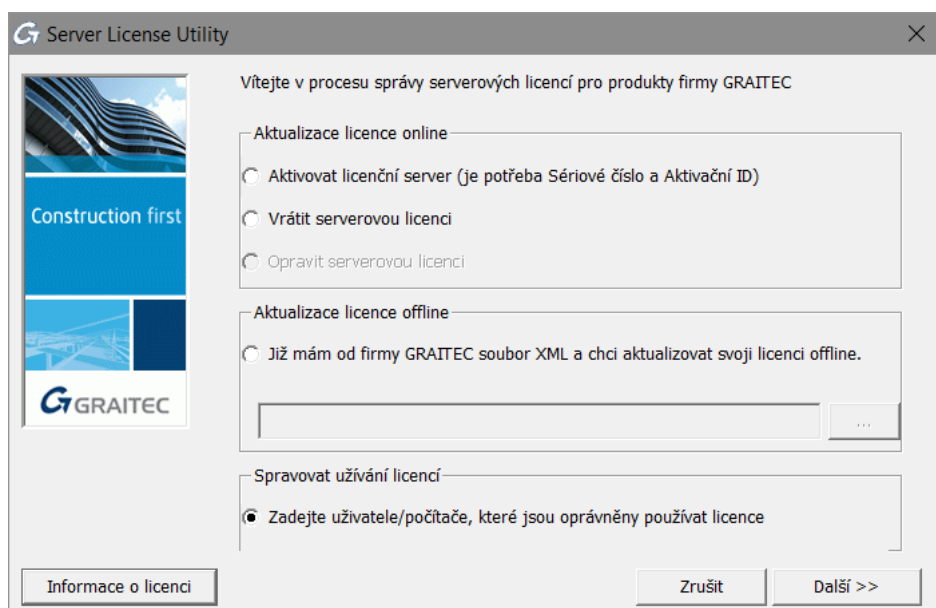 Server License Utility
Vítejte v procesu správy serverových licencí pro produkty firmy GRAITEC
Construction first
GRAITEC
Aktualizace licence online
Aktivovat licenční server (je potřeba Sériové číslo a Aktivační ID)
Vrátit serverovou licenci
Opravit serverovou licenci
Aktualizace licence offline
Již mám od firmy GRAITEC soubor XML a chci aktualizovat svoji licenci offline.
...
Spravovat užívání licencí
Zadejte uživatele/počítače, které jsou oprávněny používat licence
Informace o licenci
Zrušit
Další >>